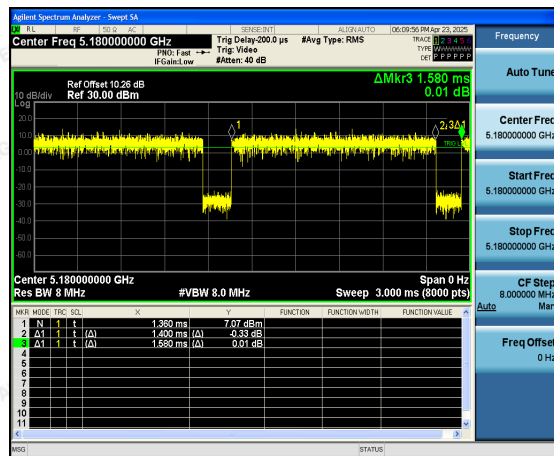 Agilent Spectrum Analyzer - Swept SA
RL RF 50 Ω AC SENSE:INT ALIGNAUTO 06:09:56 PM Apr 23, 2025
Center Freq 5.180000000 GHz Trig Delay-200.0 µs #Avg Type: RMS TRACE 1 2 3 4 5 6
PNO: Fast Trig: Video TYPE
IFGain:Low #Atten: 40 dB DET P P P P P P
Frequency
Auto Tune
ΔMkr3 1.580 ms
Ref Offset 10.26 dB 0.01 dB
10 dB/div Ref 30.00 dBm
Log
20.0
10.0
0.00
-10.0
-20.0
-30.0
-40.0
-50.0
-60.0
1
2 3Δ1
TRIG L
Center Freq
5.180000000 GHz
Start Freq
5.180000000 GHz
Stop Freq
5.180000000 GHz
CF Step
8.000000 MHz
Auto Man
Freq Offset
0 Hz
Center 5.180000000 GHz Span 0 Hz
Res BW 8 MHz #VBW 8.0 MHz Sweep 3.000 ms (8000 pts)
MKR MODE TRC SCL X Y FUNCTION FUNCTION WIDTH FUNCTION VALUE
1 N 1 t 1.360 ms 7.07 dBm
2 Δ1 1 t (Δ) 1.400 ms (Δ) -0.33 dB
3 Δ1 1 t (Δ) 1.580 ms (Δ) 0.01 dB
4
5
6
7
8
9
10
11
MSG STATUS